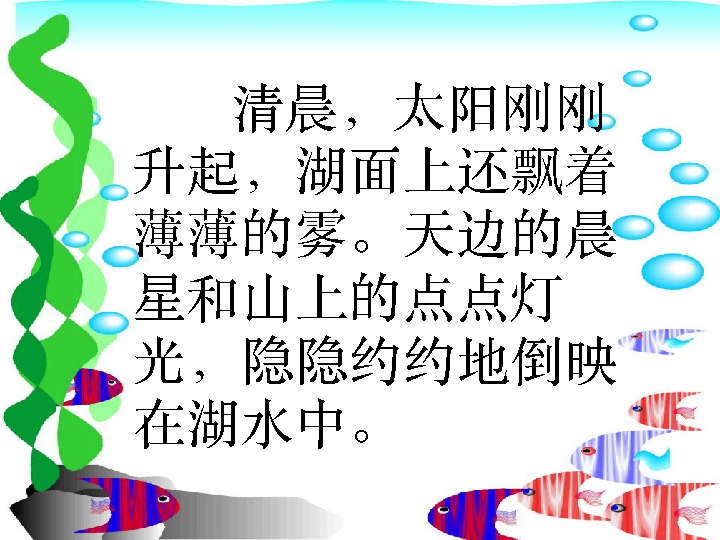 清晨，太阳刚刚
升起，湖面上还飘着
薄薄的雾。天边的晨
星和山上的点点灯
光，隐隐约约地倒映
在湖水中。